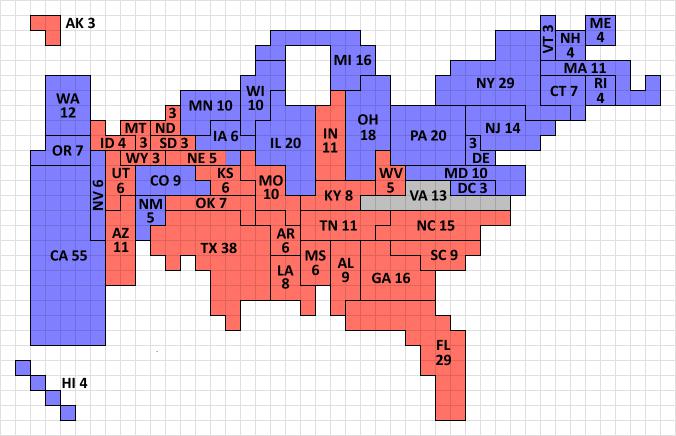 AK 3
ME
4
VT 3
NH
4
MI 16
MA 11
WA
12
WI
10
NY 29
CT 7
RI
4
MN 10
3
OH
18
MT
3
ND
NJ 14
IA 6
IL 20
IN
11
PA 20
3
OR 7
ID 4
SD 3
WY 3
NE 5
DE
UT
6
CO 9
KS
6
MO
10
WV
5
MD 10
DC 3
NV 6
KY 8
VA 13
NM
5
OK 7
AZ
11
TX 38
AR
6
TN 11
NC 15
CA 55
MS
6
SC 9
LA
8
AL
9
GA 16
FL
29
HI 4